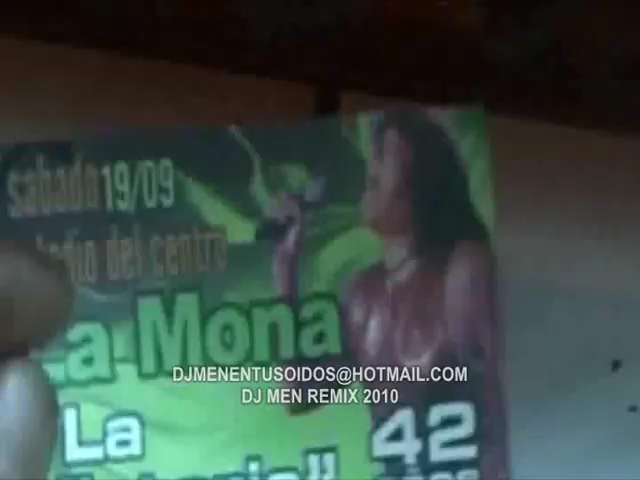 sabado 19/09
del centro
La Mona
DJMENENTUSOIDOS@HOTMAIL.COM
DJ MEN REMIX 2010
La 42